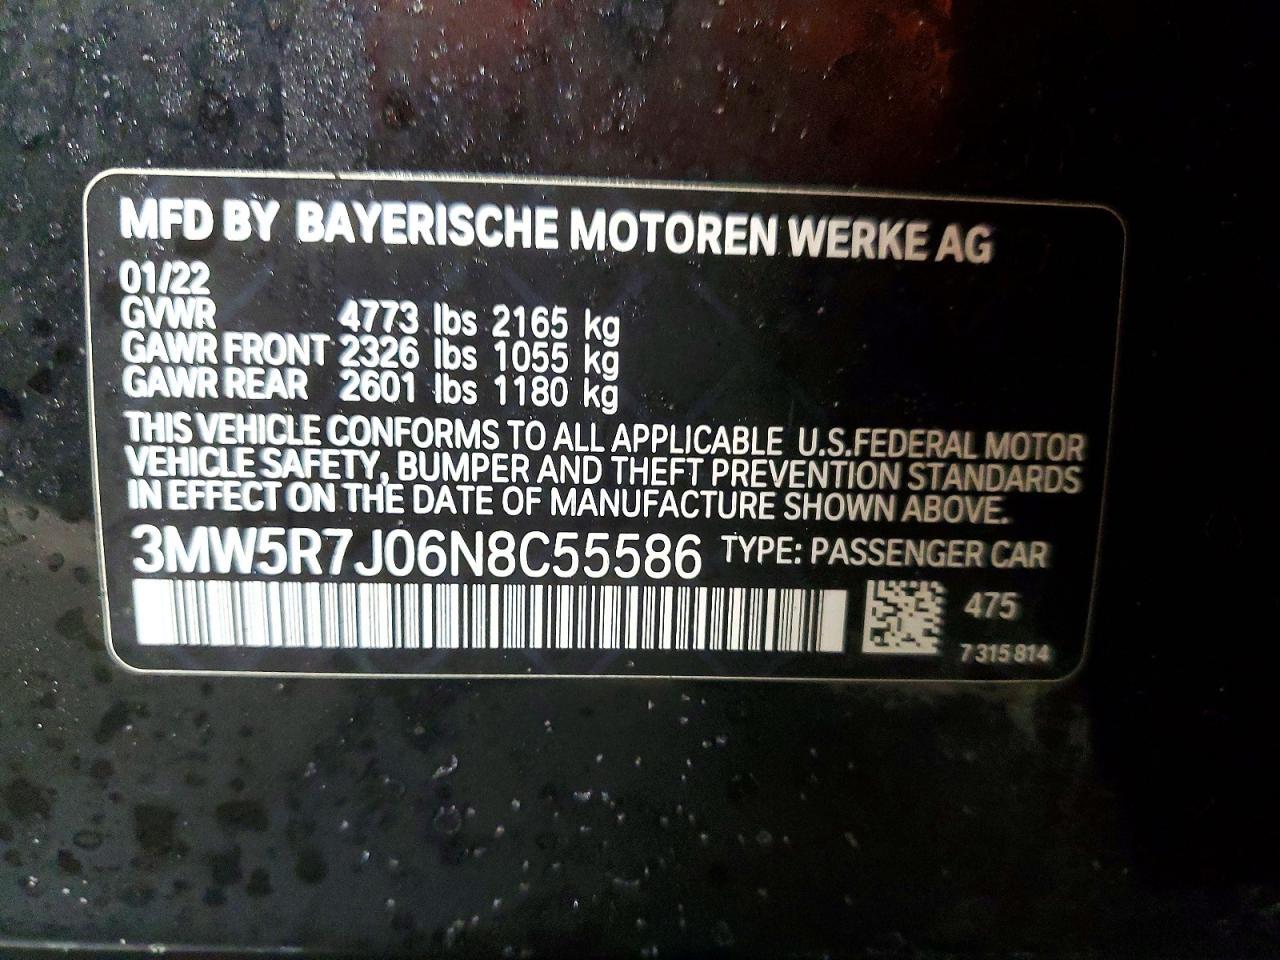 MFD BY BAYERISCHE MOTOREN WERKE AG
01/22
GVWR 4773 lbs 2165 kg
GAWR FRONT 2326 lbs 1055 kg
GAWR REAR 2601 lbs 1180 kg
THIS VEHICLE CONFORMS TO ALL APPLICABLE U.S.FEDERAL MOTOR
VEHICLE SAFETY, BUMPER AND THEFT PREVENTION STANDARDS
IN EFFECT ON THE DATE OF MANUFACTURE SHOWN ABOVE.
3MW5R7J06N8C55586 TYPE: PASSENGER CAR
475
7 315 814